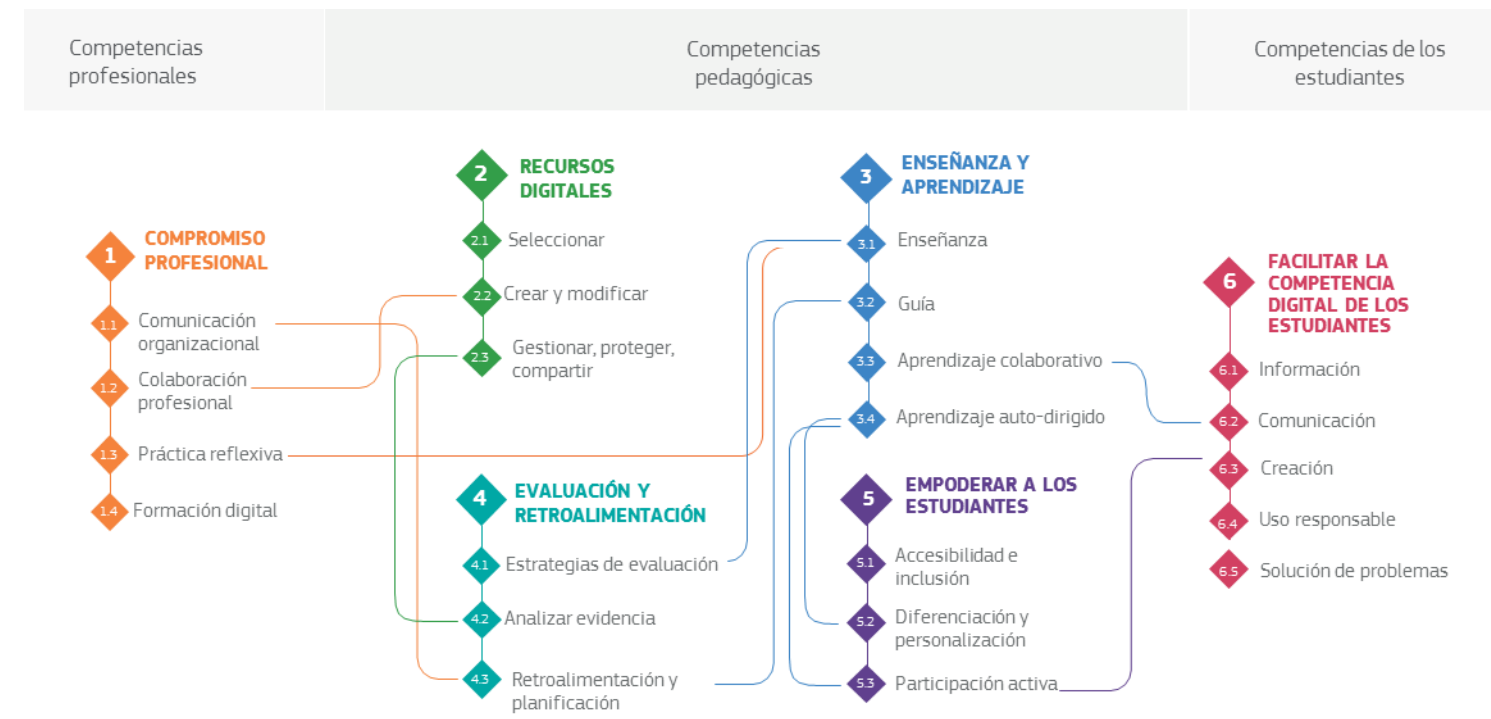 Competencias
profesionales
Competencias
pedagógicas
Competencias de los
estudiantes
1
COMPROMISO
PROFESIONAL
1.1
Comunicación
organizacional
1.2
Colaboración
profesional
1.3
Práctica reflexiva
1.4
Formación digital
2
RECURSOS
DIGITALES
2.1
Seleccionar
2.2
Crear y modificar
2.3
Gestionar, proteger,
compartir
4
EVALUACIÓN Y
RETROALIMENTACIÓN
4.1
Estrategias de evaluación
4.2
Analizar evidencia
4.3
Retroalimentación y
planificación
3
ENSEÑANZA Y
APRENDIZAJE
3.1
Enseñanza
3.2
Guía
3.3
Aprendizaje colaborativo
3.4
Aprendizaje auto-dirigido
5
EMPODERAR A LOS
ESTUDIANTES
5.1
Accesibilidad e
inclusión
5.2
Diferenciación y
personalización
5.3
Participación activa
6
FACILITAR LA
COMPETENCIA
DIGITAL DE LOS
ESTUDIANTES
6.1
Información
6.2
Comunicación
6.3
Creación
6.4
Uso responsable
6.5
Solución de problemas